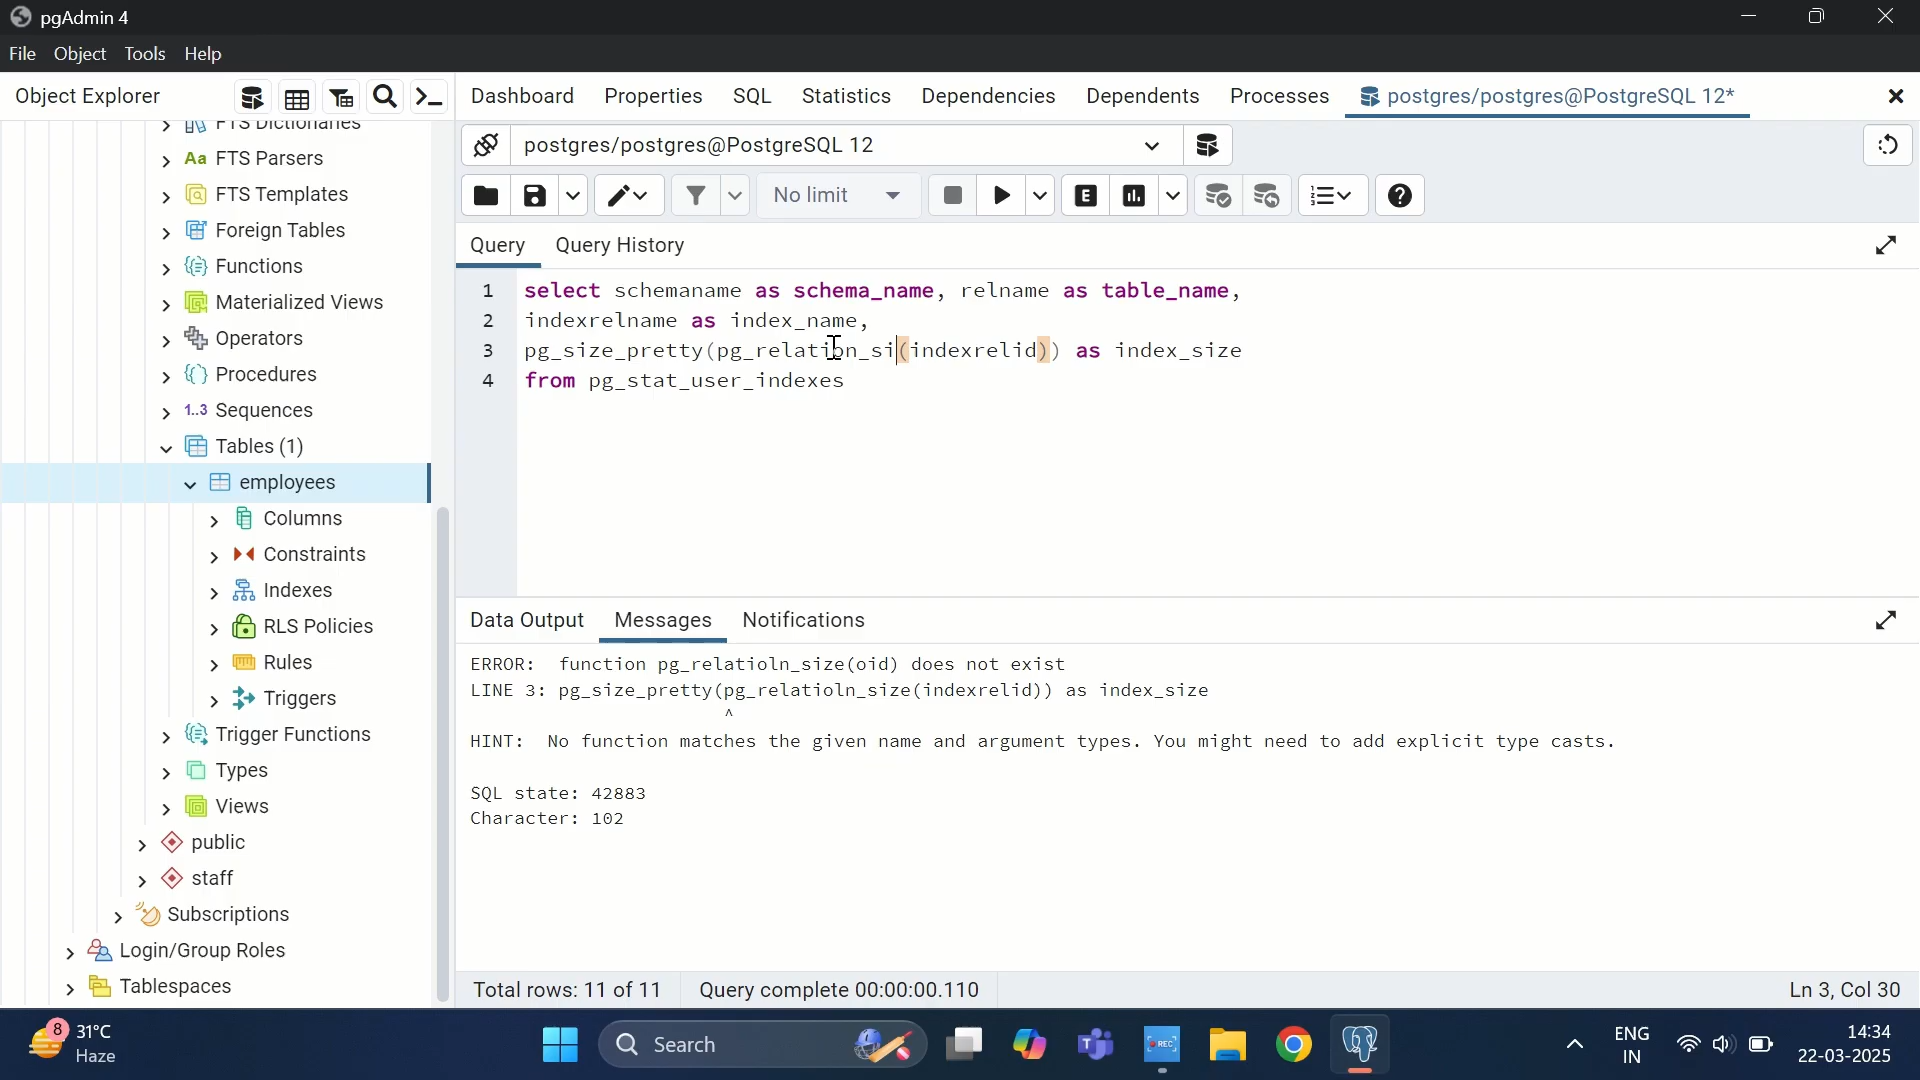 pgAdmin 4
File Object Tools Help
Object Explorer
Dashboard Properties SQL Statistics Dependencies Dependents Processes postgres/postgres@PostgreSQL 12*
FTS Dictionaries
Aa FTS Parsers
FTS Templates
Foreign Tables
Functions
Materialized Views
Operators
Procedures
1..3 Sequences
Tables (1)
employees
Columns
Constraints
Indexes
RLS Policies
Rules
Triggers
Trigger Functions
Types
Views
public
staff
Subscriptions
Login/Group Roles
Tablespaces
postgres/postgres@PostgreSQL 12
No limit
E
Query Query History
1 select schemaname as schema_name, relname as table_name,
2 indexrelname as index_name,
3 pg_size_pretty(pg_relation_si(indexrelid)) as index_size
4 from pg_stat_user_indexes
Data Output Messages Notifications
ERROR: function pg_relatioln_size(oid) does not exist
LINE 3: pg_size_pretty(pg_relatioln_size(indexrelid)) as index_size
^
HINT: No function matches the given name and argument types. You might need to add explicit type casts.
SQL state: 42883
Character: 102
Total rows: 11 of 11 Query complete 00:00:00.110 Ln 3, Col 30
8 31°C
Haze
Search
REC
ENG
IN
14:34
22-03-2025